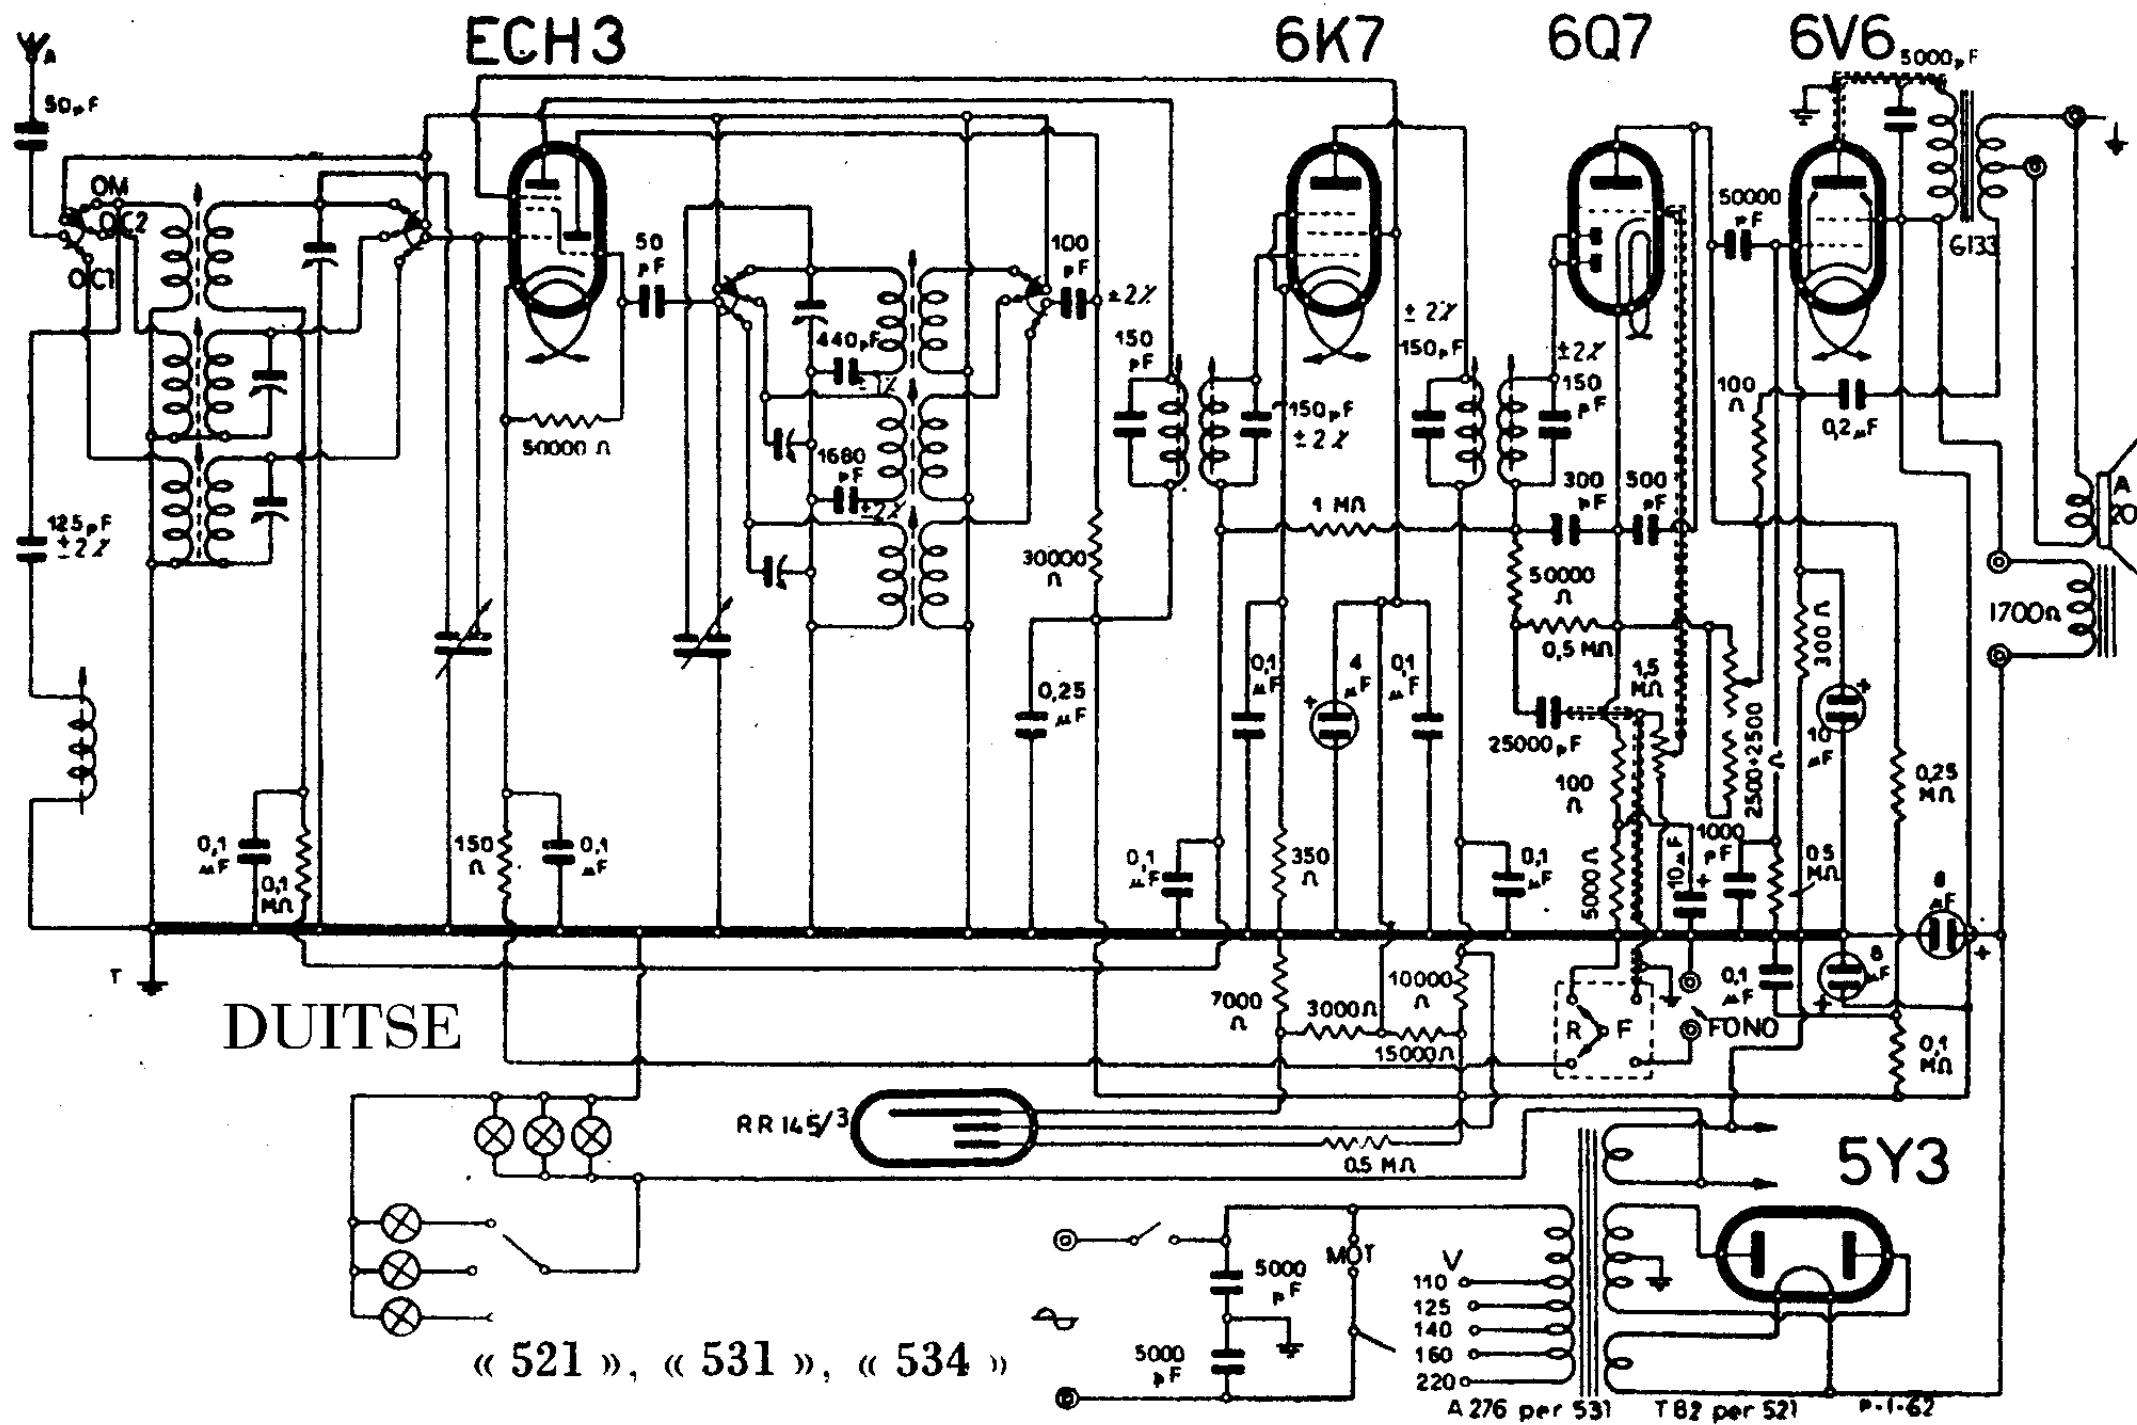 ECH3
6K7
6Q7
6V6
5000pF
A
50pF
OM
OC2
OC1
50
pF
100
pF
±2%
50000
pF
G133
440pF
±1%
150
pF
±2%
150pF
±2%
150
pF
100
Ω
0,2µF
50000 Ω
150pF
±2%
1680
pF
±2%
125pF
±2%
1 MΩ
300
pF
500
pF
A
20
30000
Ω
50000
Ω
1700Ω
0,5 MΩ
300 Ω
0,1
µF
4
µF
0,1
µF
1,5
MΩ
0,25
µF
25000pF
2500+2500 Ω
10
µF
100
Ω
0,25
MΩ
0,1
µF
0,1
MΩ
150
Ω
0,1
µF
0,1
µF
350
Ω
0,1
µF
5000 Ω
10µF
1000
pF
0,5
MΩ
8
µF
T
DUITSE
7000
Ω
3000Ω
10000
Ω
15000Ω
R
F
FONO
0,1
µF
8
µF
0,1
MΩ
RR 145/3
0,5 MΩ
5Y3
MOT
V
5000
pF
110
125
140
160
220
5000
pF
« 521 », « 531 », « 534 »
A 276 per 531
T 82 per 521
P-1-62